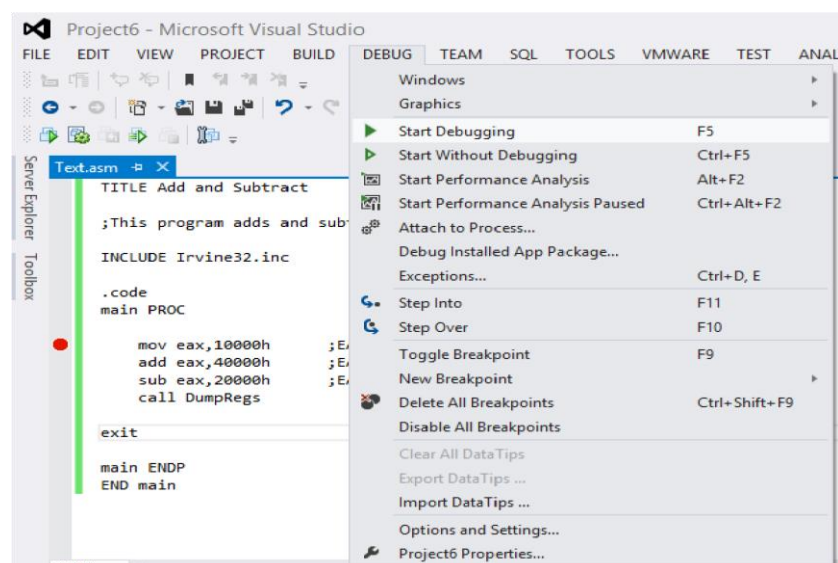 Project6 - Microsoft Visual Studio
FILE EDIT VIEW PROJECT BUILD DEBUG TEAM SQL TOOLS VMWARE TEST
Server Explorer
Toolbox
Text.asm
TITLE Add and Subtract
;This program adds and
INCLUDE Irvine32.inc
.code
main PROC
mov eax,10000h
add eax,40000h
sub eax,20000h
call DumpRegs
exit
main ENDP
END main
Windows
Graphics
Start Debugging F5
Start Without Debugging Ctrl+F5
Start Performance Analysis Alt+F2
Start Performance Analysis Paused Ctrl+Alt+F2
Attach to Process...
Debug Installed App Package...
Exceptions... Ctrl+D, E
Step Into F11
Step Over F10
Toggle Breakpoint F9
New Breakpoint
Delete All Breakpoints Ctrl+Shift+F9
Disable All Breakpoints
Clear All DataTips
Export DataTips ...
Import DataTips ...
Options and Settings...
Project6 Properties...